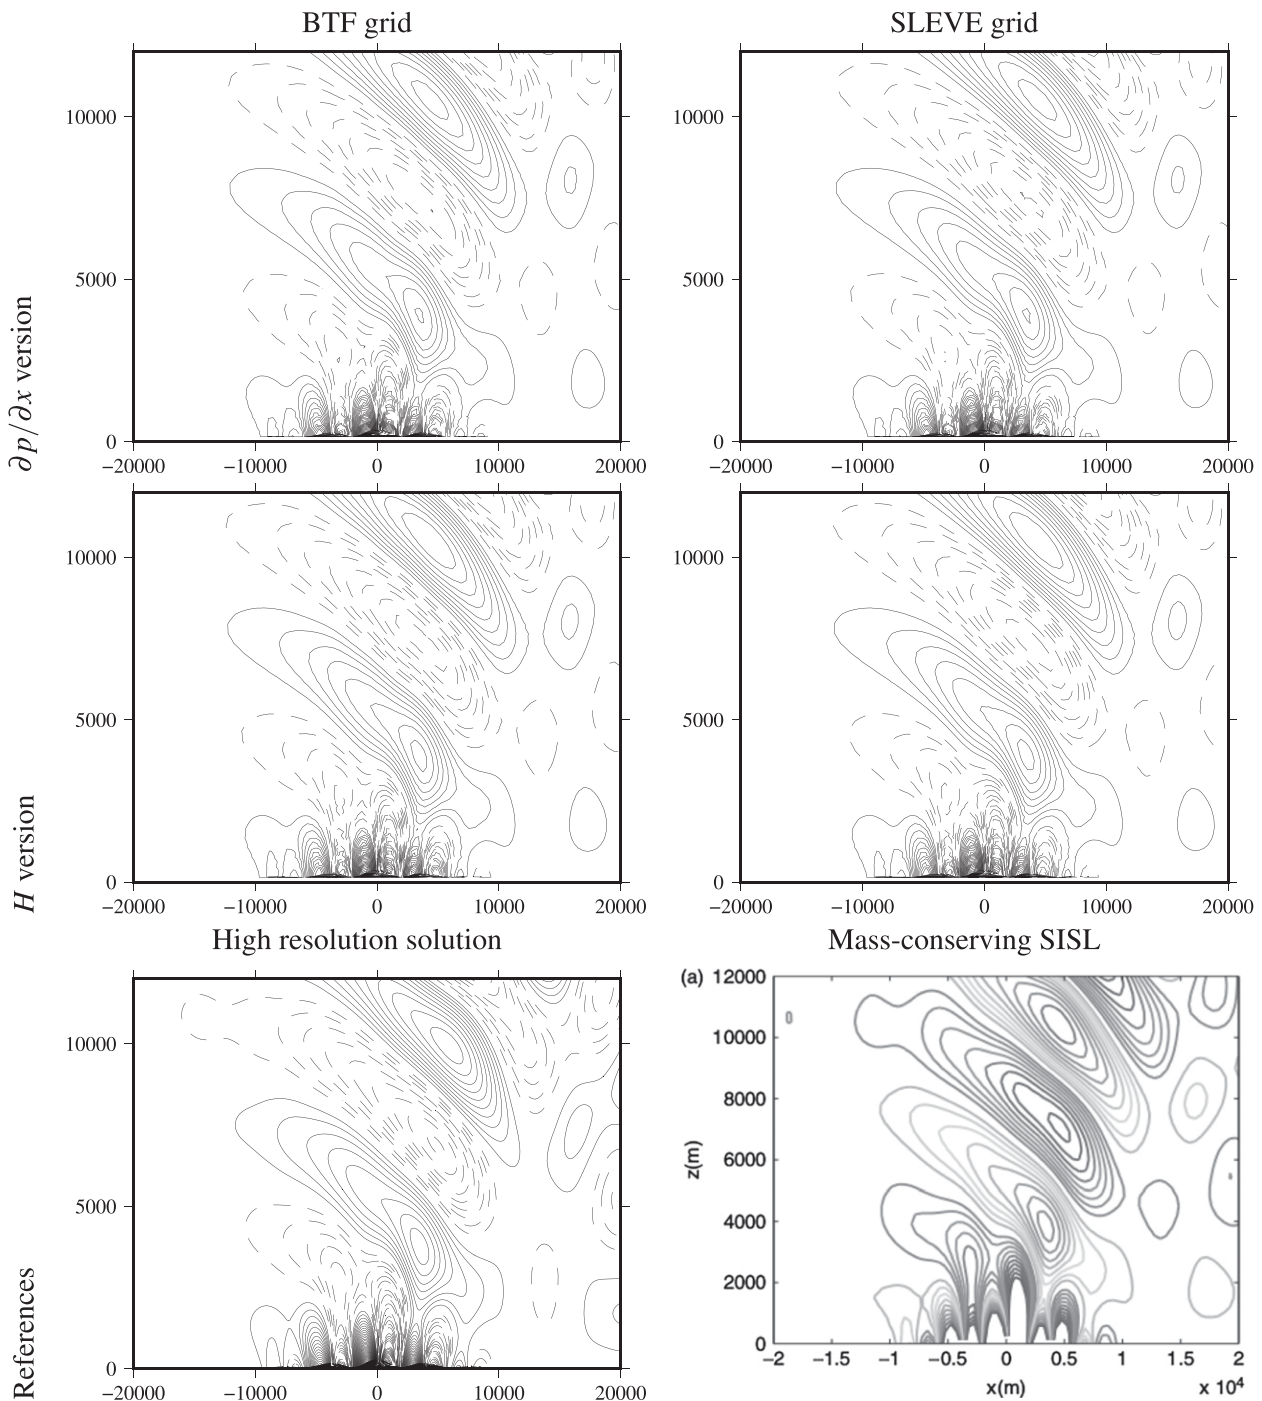 BTF grid SLEVE grid
∂p/∂x version
10000 10000
5000 5000
0 0
−20000 −10000 0 10000 20000 −20000 −10000 0 10000 20000
H version
10000 10000
5000 5000
0 0
−20000 −10000 0 10000 20000 −20000 −10000 0 10000 20000
High resolution solution Mass-conserving SISL
References
10000
5000
0
−20000 −10000 0 10000 20000
(a) 12000
10000
8000
6000
4000
2000
0
z(m)
−2 −1.5 −1 −0.5 0 0.5 1 1.5 2
x(m) x 10⁴